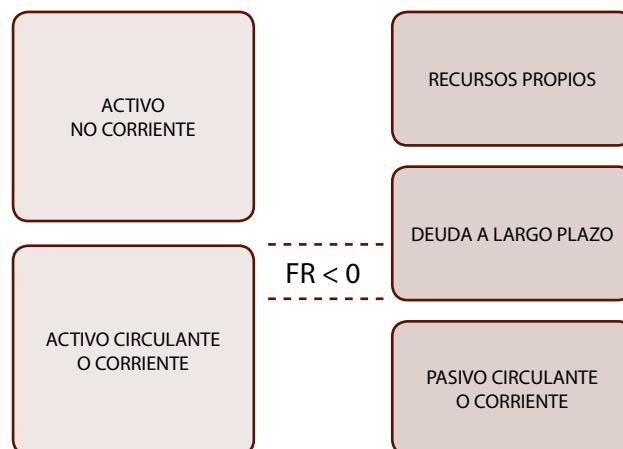 ACTIVO
NO CORRIENTE
ACTIVO CIRCULANTE
O CORRIENTE
FR < 0
RECURSOS PROPIOS
DEUDA A LARGO PLAZO
PASIVO CIRCULANTE
O CORRIENTE